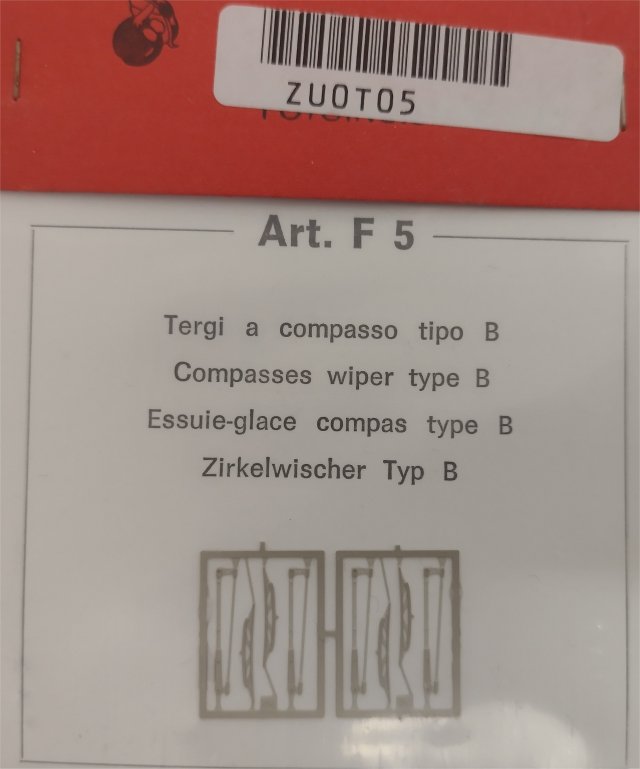 ZU0T05
Art. F 5
Tergi a compasso tipo B
Compasses wiper type B
Essuie-glace compas type B
Zirkelwischer Typ B